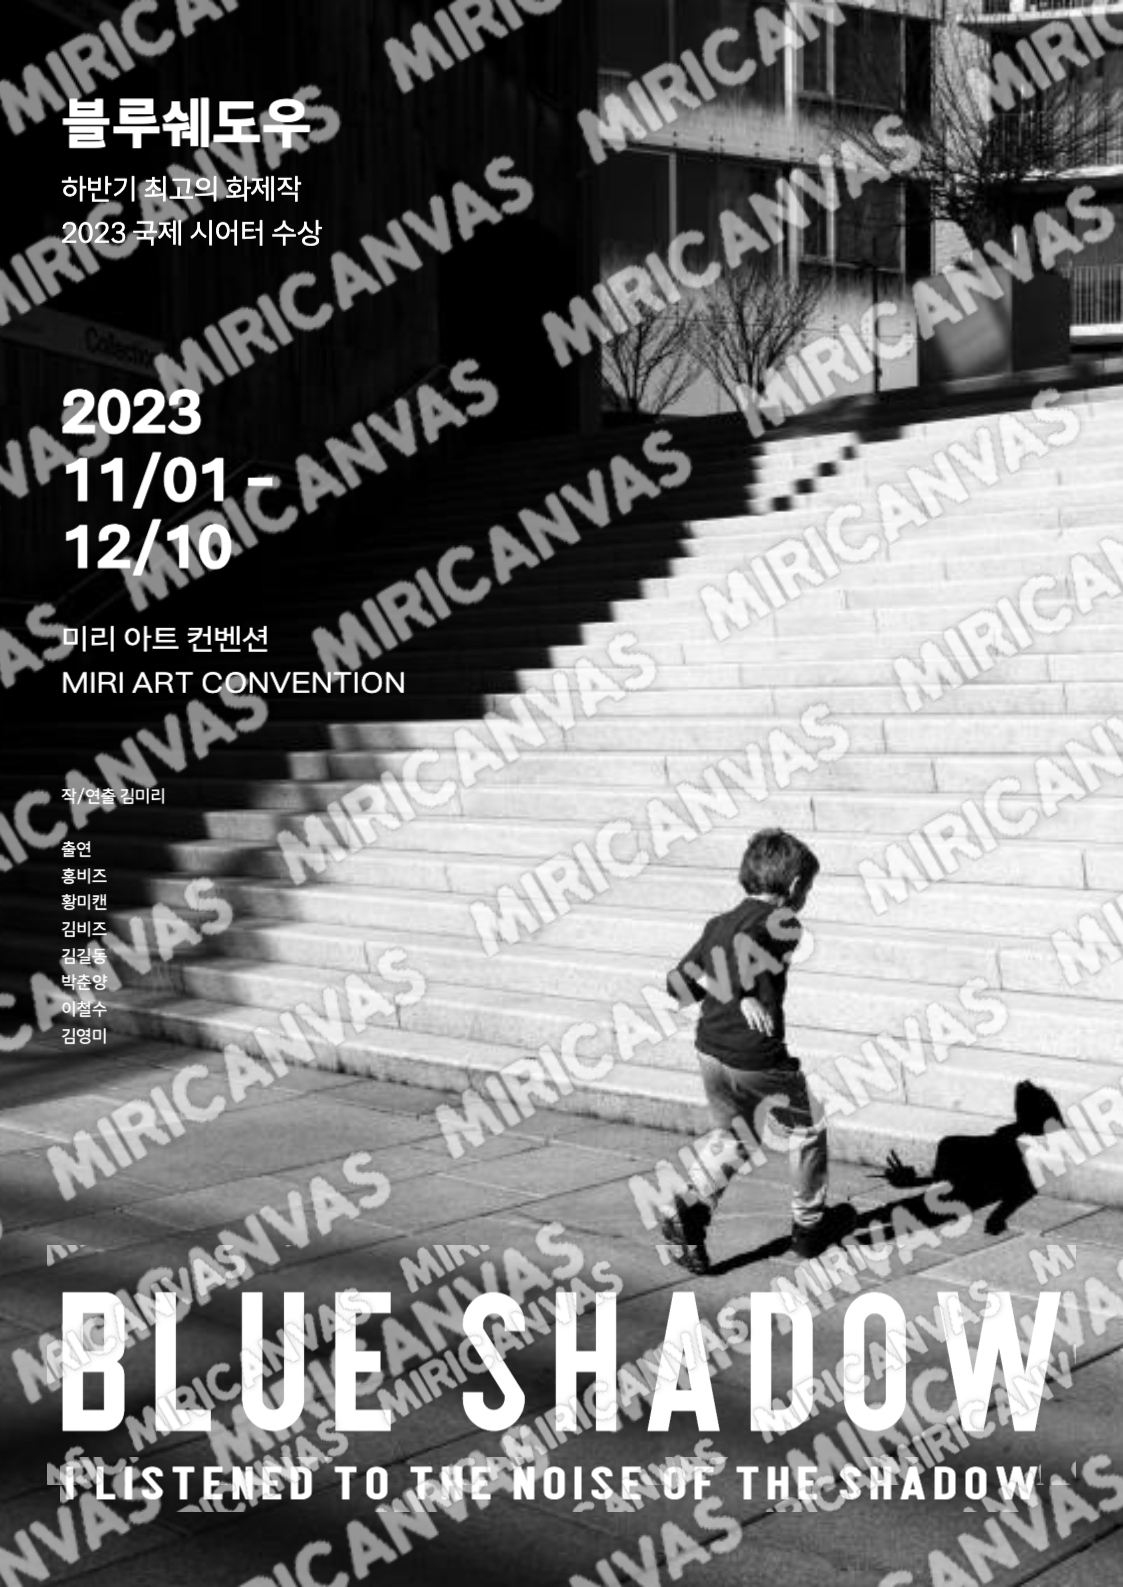 블루쉐도우
하반기 최고의 화제작
2023 국제 시어터 수상
Collection
2023
11/01 -
12/10
미리 아트 컨벤션
MIRI ART CONVENTION
작/연출 김미리
출연
홍비즈
황미캔
김비즈
김길동
박춘양
이철수
김영미
BLUE SHADOW
I LISTENED TO THE NOISE OF THE SHADOW
MIRICANVAS